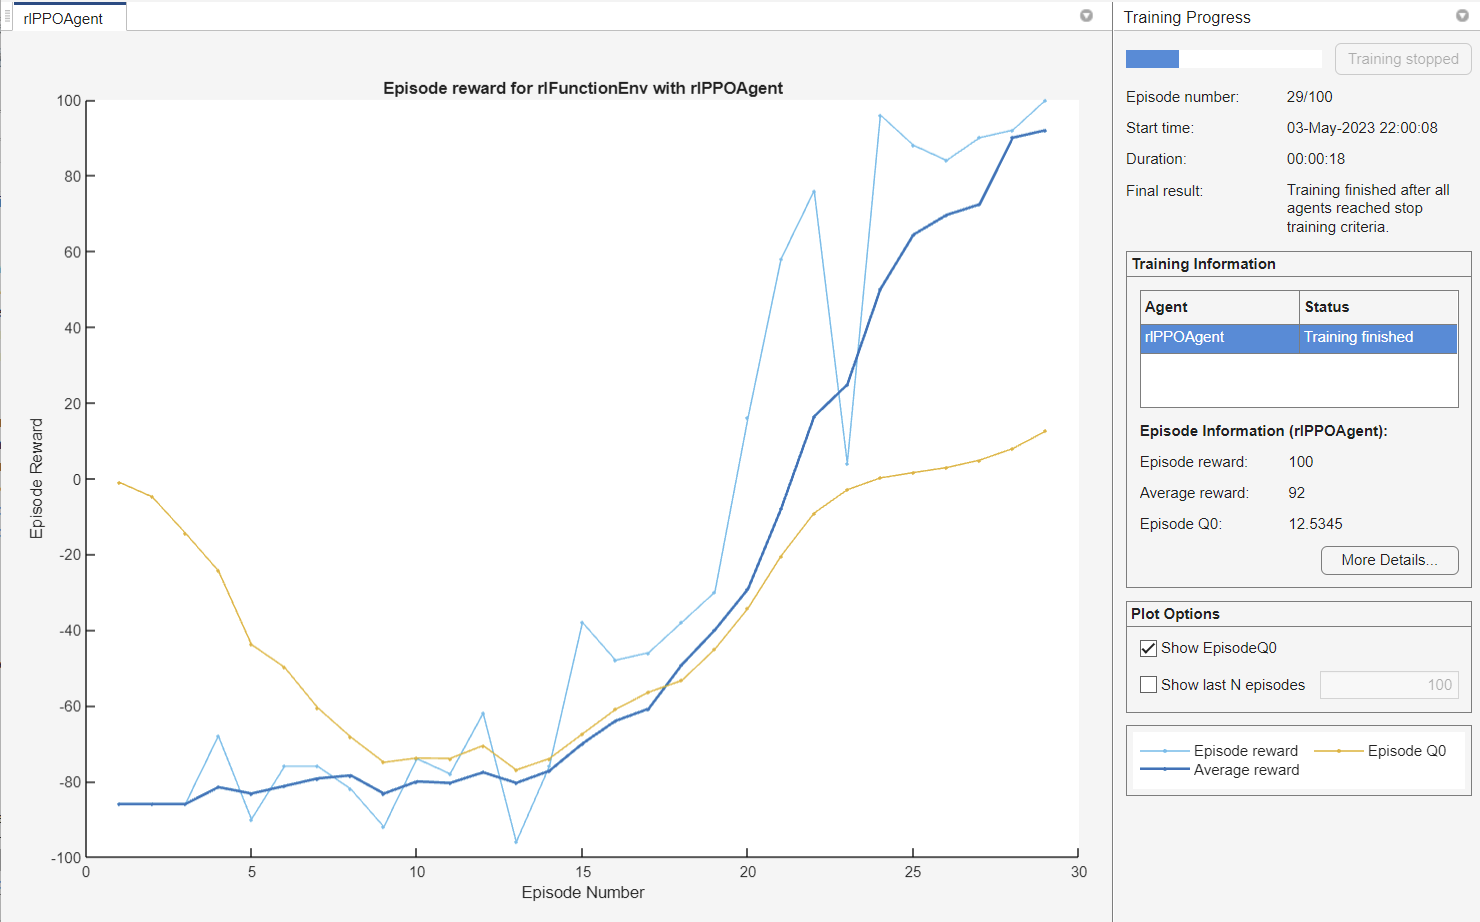 rlPPOAgent
Episode reward for rlFunctionEnv with rlPPOAgent
Episode Reward
100
80
60
40
20
0
-20
-40
-60
-80
-100
0 5 10 15 20 25 30
Episode Number
Training Progress
Training stopped
Episode number: 29/100
Start time: 03-May-2023 22:00:08
Duration: 00:00:18
Final result: Training finished after all
agents reached stop
training criteria.
Training Information
Agent Status
rlPPOAgent Training finished
Episode Information (rlPPOAgent):
Episode reward: 100
Average reward: 92
Episode Q0: 12.5345
More Details...
Plot Options
Show EpisodeQ0
Show last N episodes 100
Episode reward Episode Q0
Average reward